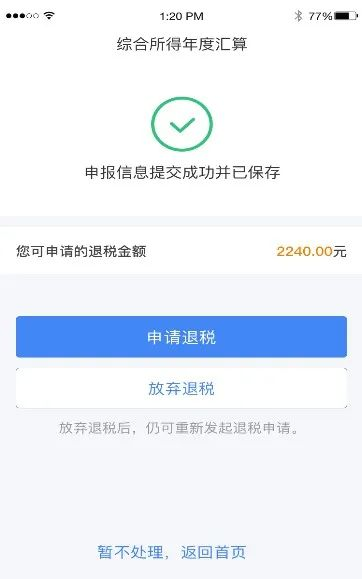 1:20 PM
77%
综合所得年度汇算
申报信息提交成功并已保存
您可申请的退税金额 2240.00元
申请退税
放弃退税
放弃退税后，仍可重新发起退税申请。
暂不处理，返回首页